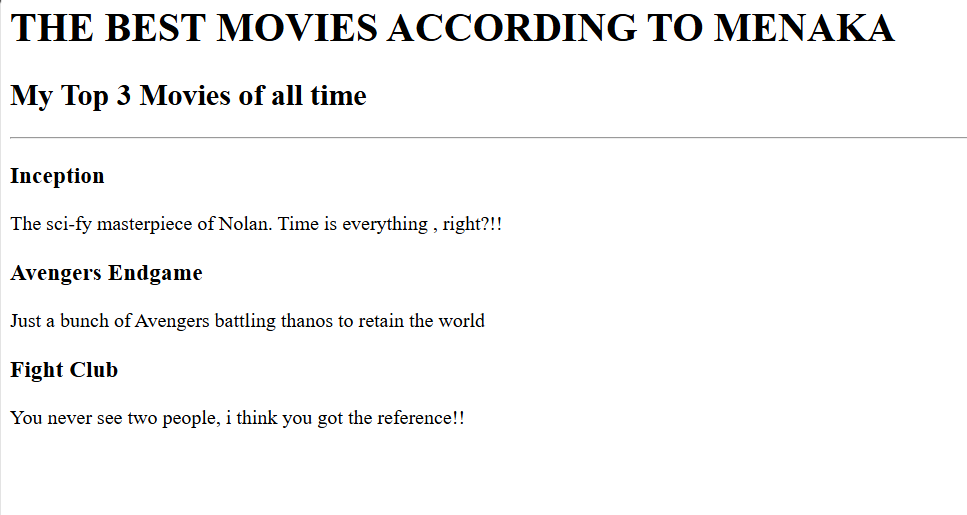 THE BEST MOVIES ACCORDING TO MENAKA
My Top 3 Movies of all time
Inception
The sci-fy masterpiece of Nolan. Time is everything , right?!!
Avengers Endgame
Just a bunch of Avengers battling thanos to retain the world
Fight Club
You never see two people, i think you got the reference!!